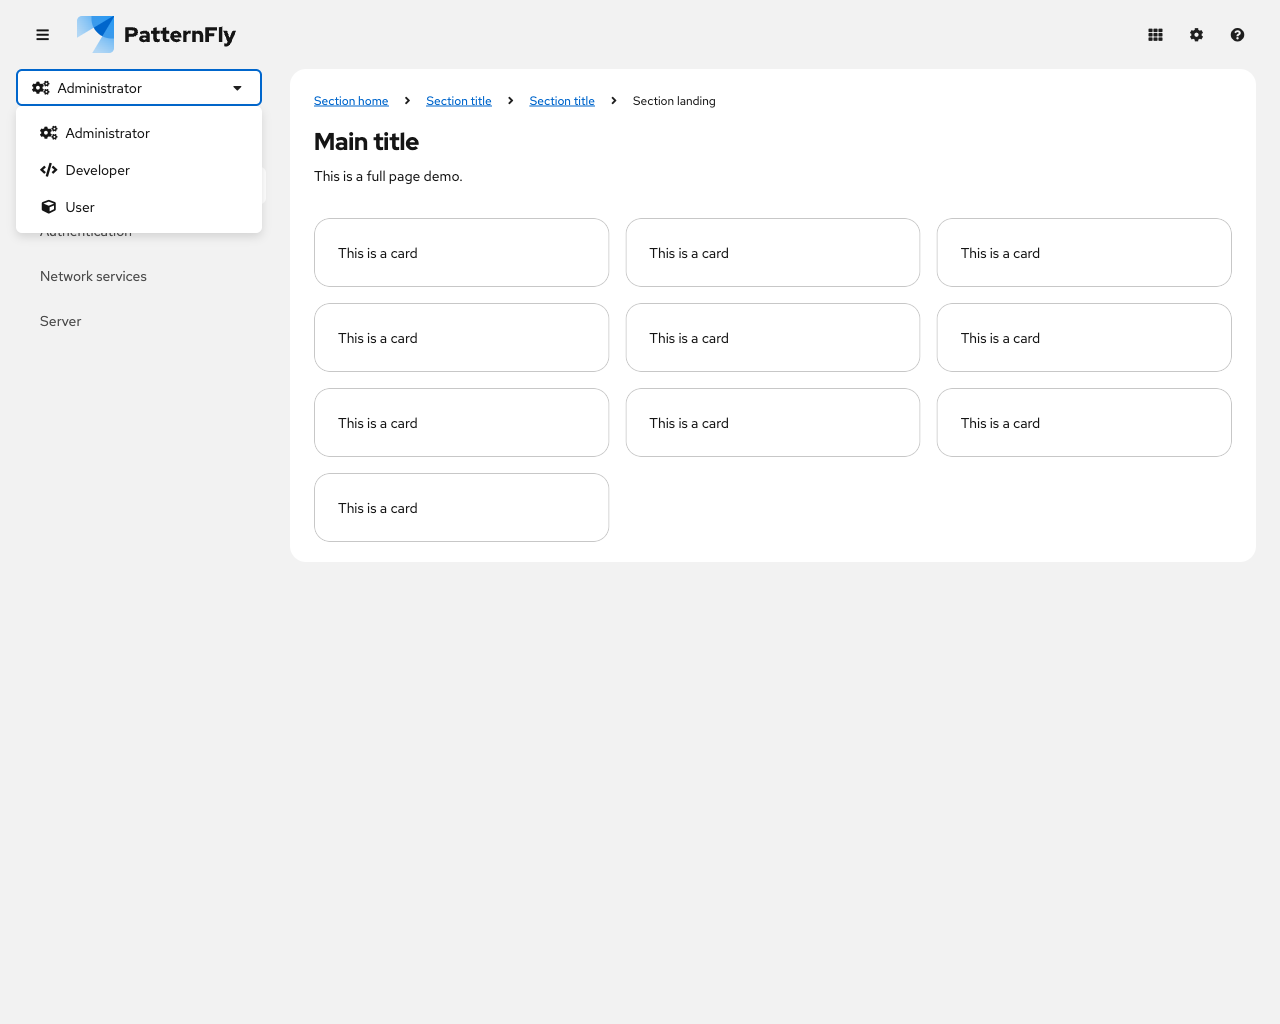 PatternFly
Administrator
Administrator
Developer
User
Authentication
Network services
Server
Section home
Section title
Section title
Section landing
Main title
This is a full page demo.
This is a card
This is a card
This is a card
This is a card
This is a card
This is a card
This is a card
This is a card
This is a card
This is a card